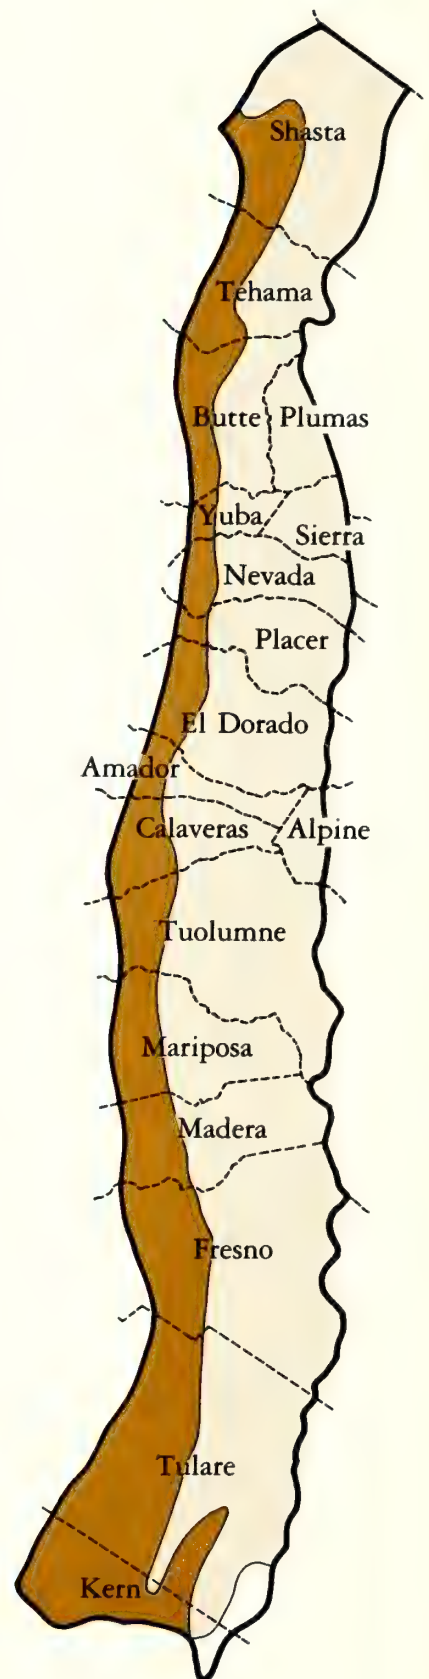 Shasta
Tehama
Butte
Plumas
Yuba
Sierra
Nevada
Placer
El Dorado
Amador
Calaveras
Alpine
Tuolumne
Mariposa
Madera
Fresno
Tulare
Kern